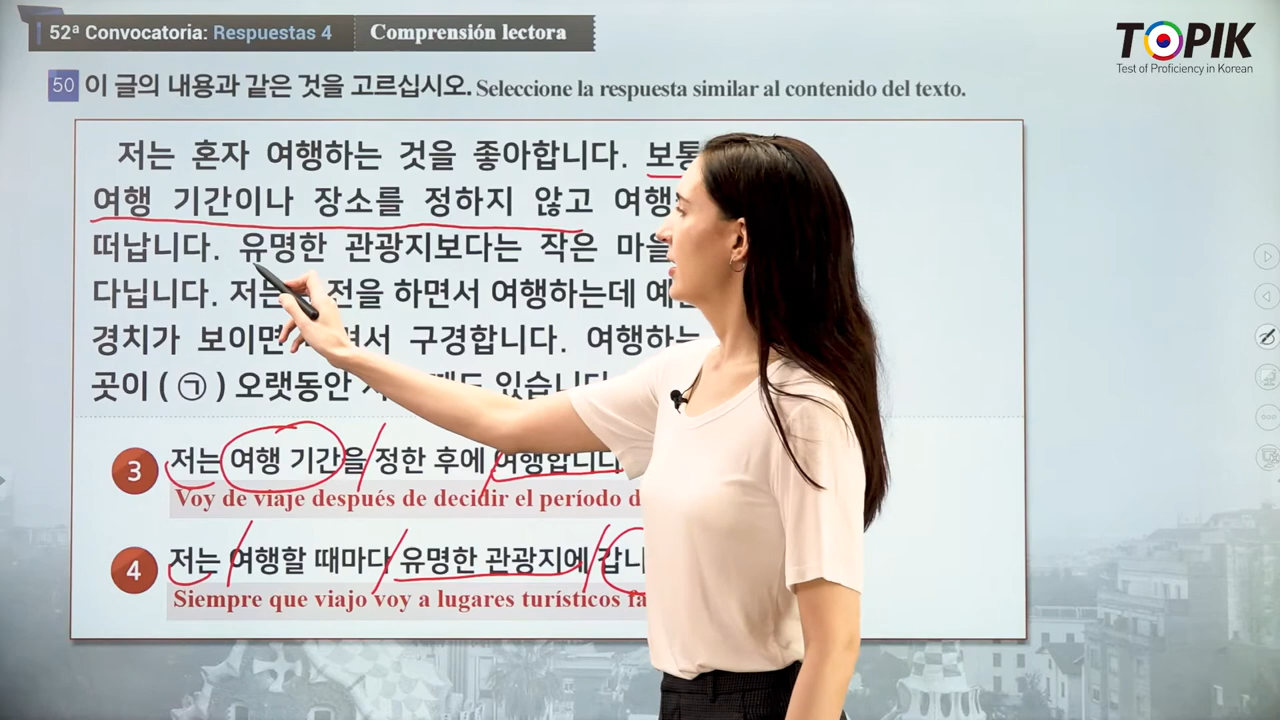 52ª Convocatoria: Respuestas 4 Comprensión lectora
TOPIK
Test of Proficiency in Korean
50 이 글의 내용과 같은 것을 고르십시오. Seleccione la respuesta similar al contenido del texto.
저는 혼자 여행하는 것을 좋아합니다. 보통
여행 기간이나 장소를 정하지 않고 여행
떠납니다. 유명한 관광지보다는 작은 마을
다닙니다. 저는 하면서 여행하는데
경치가 보이면 구경합니다. 여행하는
곳이 ( ㉠ ) 오랫동안 있습니다
3 저는 여행 기간을 정한 후에 여행합니다
Voy de viaje después de decidir el período
4 저는 여행할 때마다 유명한 관광지에 갑니
Siempre que viajo voy a lugares turísticos